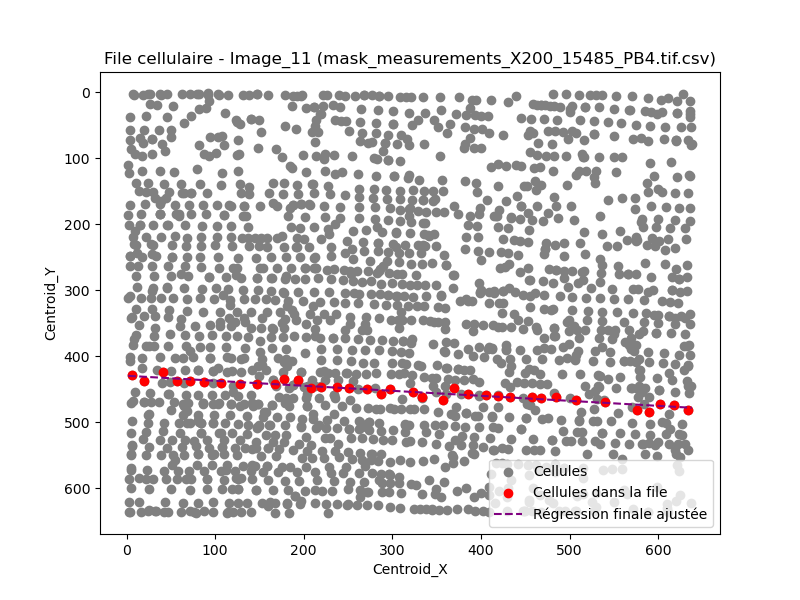 File cellulaire - Image_11 (mask_measurements_X200_15485_PB4.tif.csv)
0
100
200
300
400
500
600
Centroid_Y
0
100
200
300
400
500
600
Centroid_X
Cellules
Cellules dans la file
Régression finale ajustée